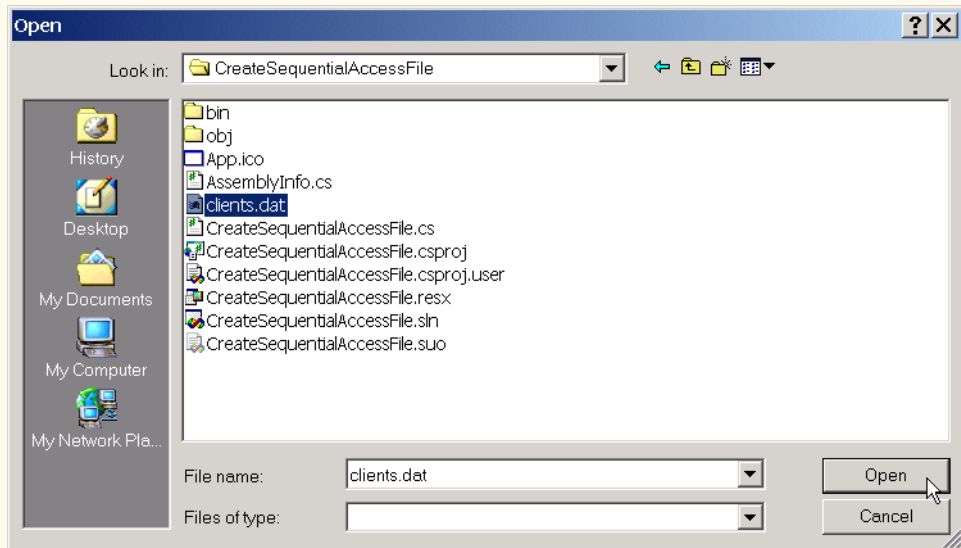 Open
Look in: CreateSequentialAccessFile
History
Desktop
My Documents
My Computer
My Network Pla...
bin
obj
App.ico
AssemblyInfo.cs
clients.dat
CreateSequentialAccessFile.cs
CreateSequentialAccessFile.csproj
CreateSequentialAccessFile.csproj.user
CreateSequentialAccessFile.resx
CreateSequentialAccessFile.sln
CreateSequentialAccessFile.suo
File name: clients.dat Open
Files of type: Cancel